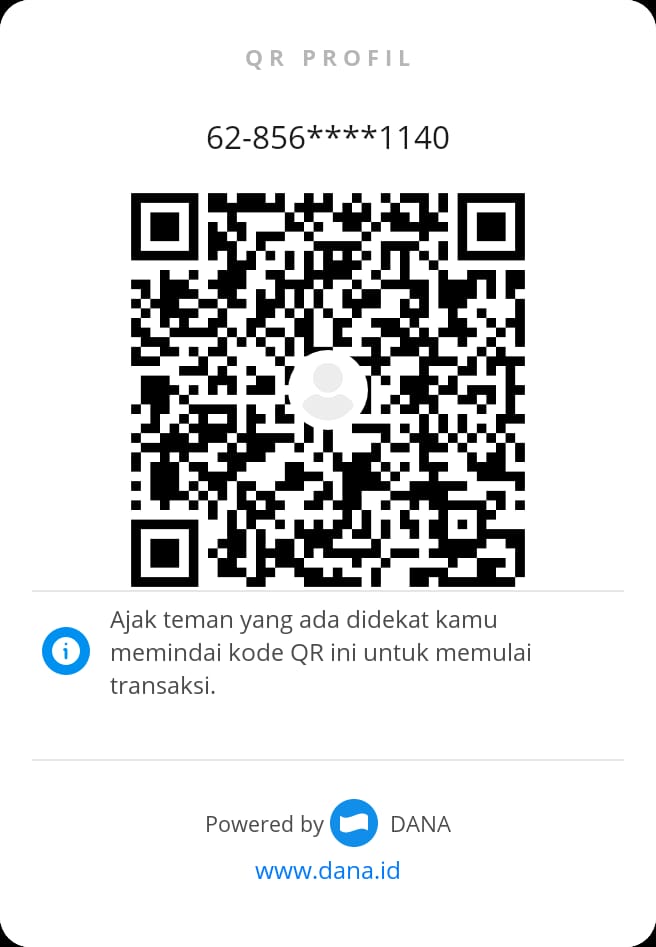 QR PROFIL
62-856****1140
Ajak teman yang ada didekat kamu
memindai kode QR ini untuk memulai
transaksi.
Powered by DANA
www.dana.id